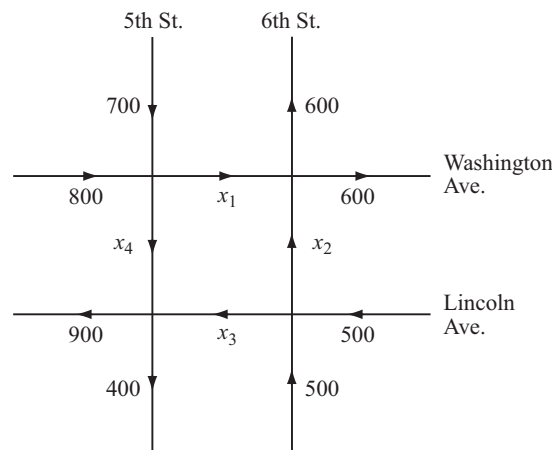 5th St. 6th St.
700 600
Washington
Ave.
800 x1 600
x4 x2
Lincoln
Ave.
900 x3 500
400 500